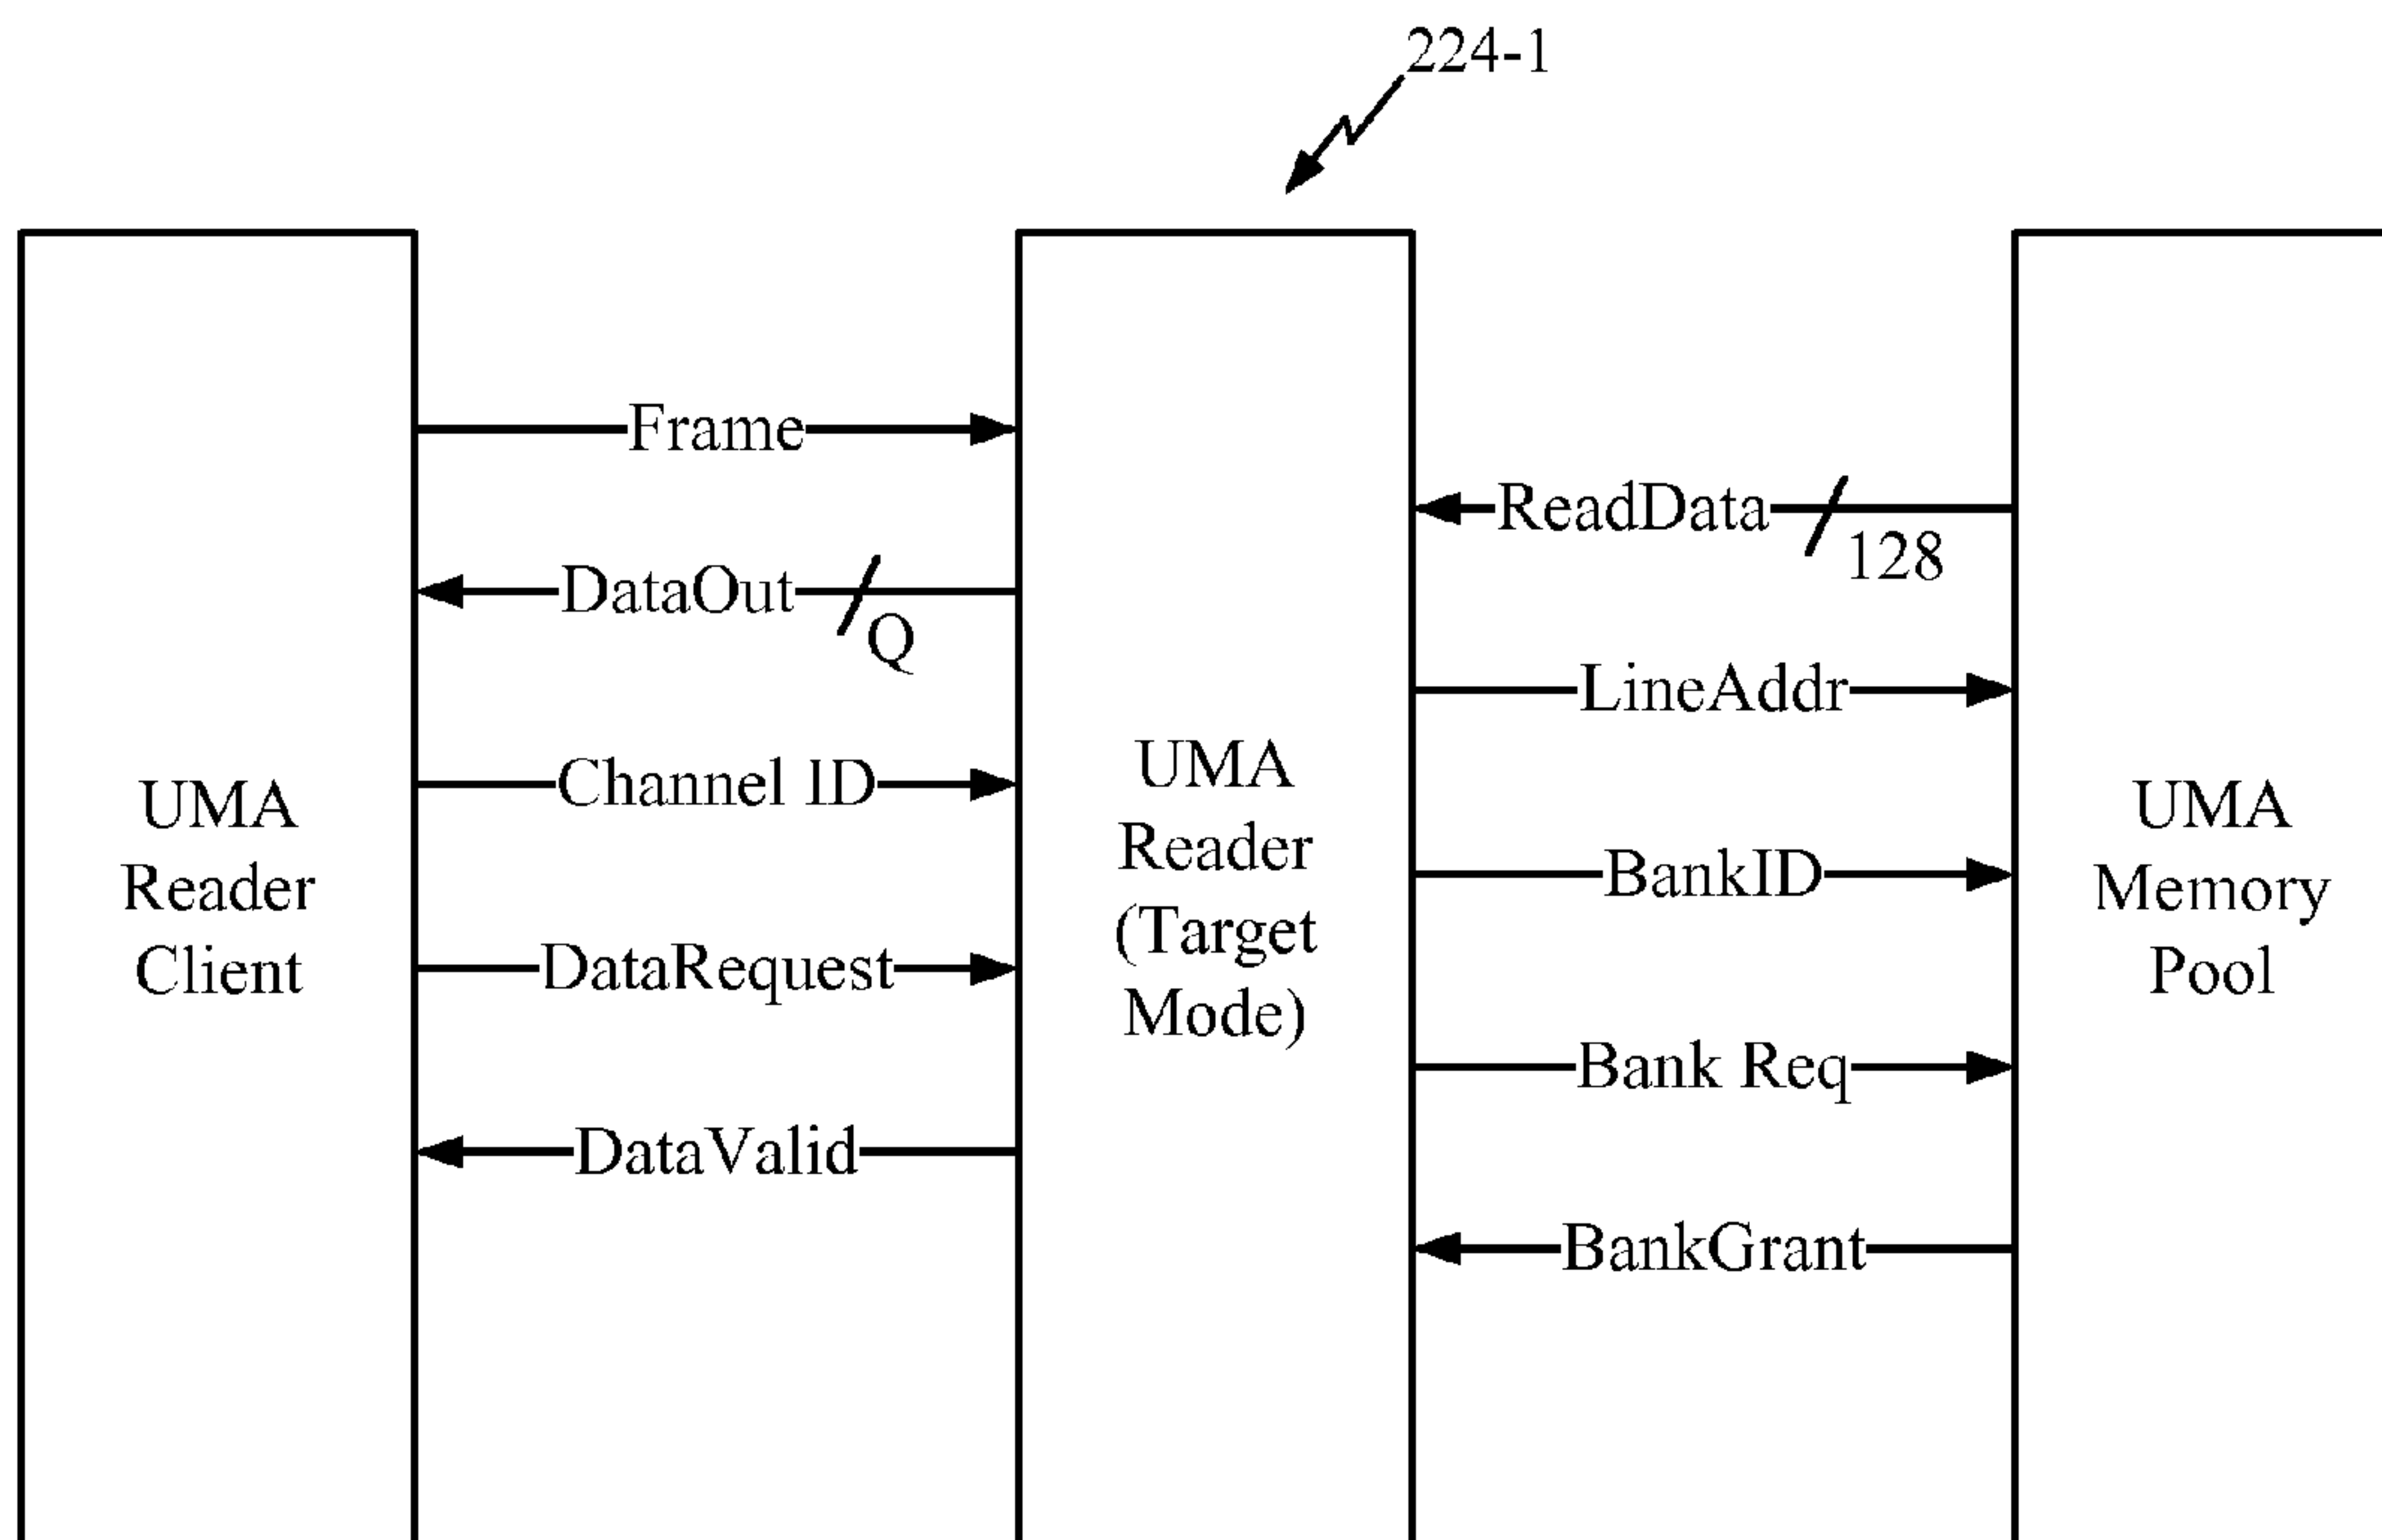 224-1
Frame
ReadData
128
DataOut
Q
LineAddr
Channel ID
UMA
Reader
Client
UMA
Reader
(Target
Mode)
BankID
UMA
Memory
Pool
DataRequest
Bank Req
DataValid
BankGrant